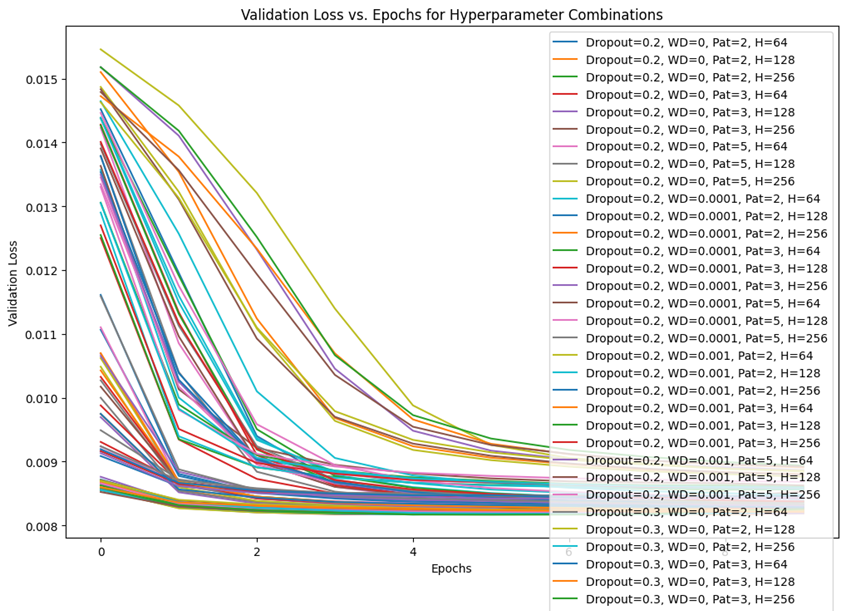 Validation Loss vs. Epochs for Hyperparameter Combinations
Validation Loss
0.015
0.014
0.013
0.012
0.011
0.010
0.009
0.008
0
2
4
6
8
Epochs
Dropout=0.2, WD=0, Pat=2, H=64
Dropout=0.2, WD=0, Pat=2, H=128
Dropout=0.2, WD=0, Pat=2, H=256
Dropout=0.2, WD=0, Pat=3, H=64
Dropout=0.2, WD=0, Pat=3, H=128
Dropout=0.2, WD=0, Pat=3, H=256
Dropout=0.2, WD=0, Pat=5, H=64
Dropout=0.2, WD=0, Pat=5, H=128
Dropout=0.2, WD=0, Pat=5, H=256
Dropout=0.2, WD=0.0001, Pat=2, H=64
Dropout=0.2, WD=0.0001, Pat=2, H=128
Dropout=0.2, WD=0.0001, Pat=2, H=256
Dropout=0.2, WD=0.0001, Pat=3, H=64
Dropout=0.2, WD=0.0001, Pat=3, H=128
Dropout=0.2, WD=0.0001, Pat=3, H=256
Dropout=0.2, WD=0.0001, Pat=5, H=64
Dropout=0.2, WD=0.0001, Pat=5, H=128
Dropout=0.2, WD=0.0001, Pat=5, H=256
Dropout=0.2, WD=0.001, Pat=2, H=64
Dropout=0.2, WD=0.001, Pat=2, H=128
Dropout=0.2, WD=0.001, Pat=2, H=256
Dropout=0.2, WD=0.001, Pat=3, H=64
Dropout=0.2, WD=0.001, Pat=3, H=128
Dropout=0.2, WD=0.001, Pat=3, H=256
Dropout=0.2, WD=0.001, Pat=5, H=64
Dropout=0.2, WD=0.001, Pat=5, H=128
Dropout=0.2, WD=0.001, Pat=5, H=256
Dropout=0.3, WD=0, Pat=2, H=64
Dropout=0.3, WD=0, Pat=2, H=128
Dropout=0.3, WD=0, Pat=2, H=256
Dropout=0.3, WD=0, Pat=3, H=64
Dropout=0.3, WD=0, Pat=3, H=128
Dropout=0.3, WD=0, Pat=3, H=256